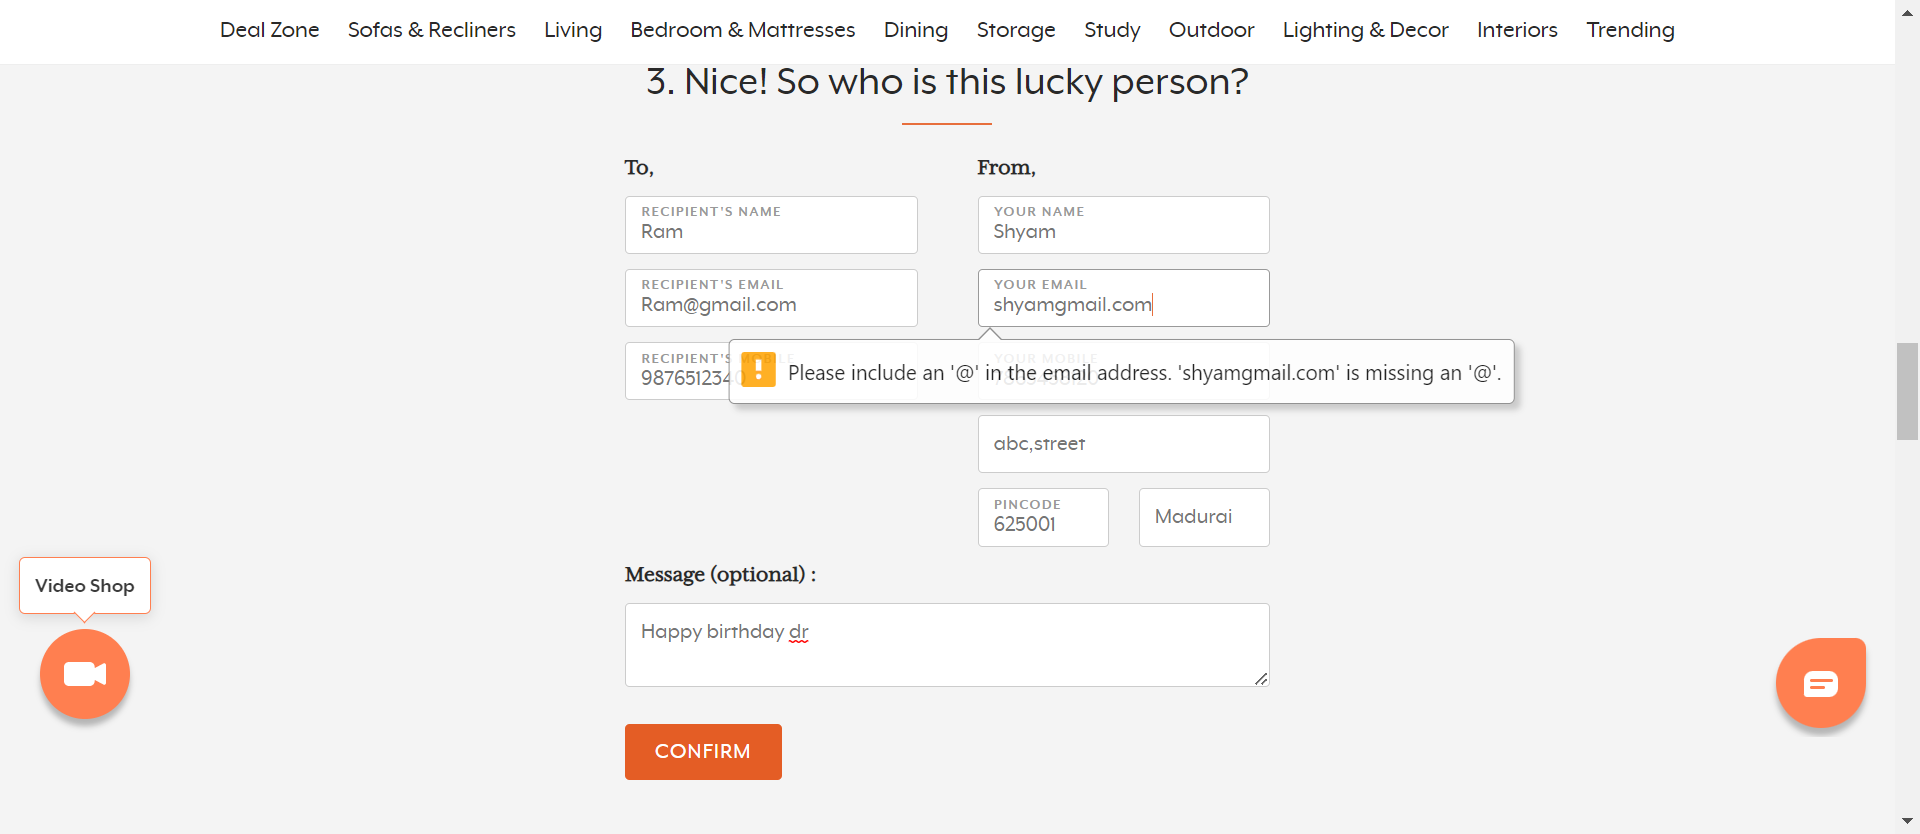 Deal Zone Sofas & Recliners Living Bedroom & Mattresses Dining Storage Study Outdoor Lighting & Decor Interiors Trending
3. Nice! So who is this lucky person?
To,
RECIPIENT'S NAME
Ram
RECIPIENT'S EMAIL
Ram@gmail.com
RECIPIENT'S MOBILE
9876512340
From,
YOUR NAME
Shyam
YOUR EMAIL
shyamgmail.com
Please include an '@' in the email address. 'shyamgmail.com' is missing an '@'.
YOUR MOBILE
abc,street
PINCODE
625001
Madurai
Message (optional) :
Happy birthday dr
CONFIRM
Video Shop